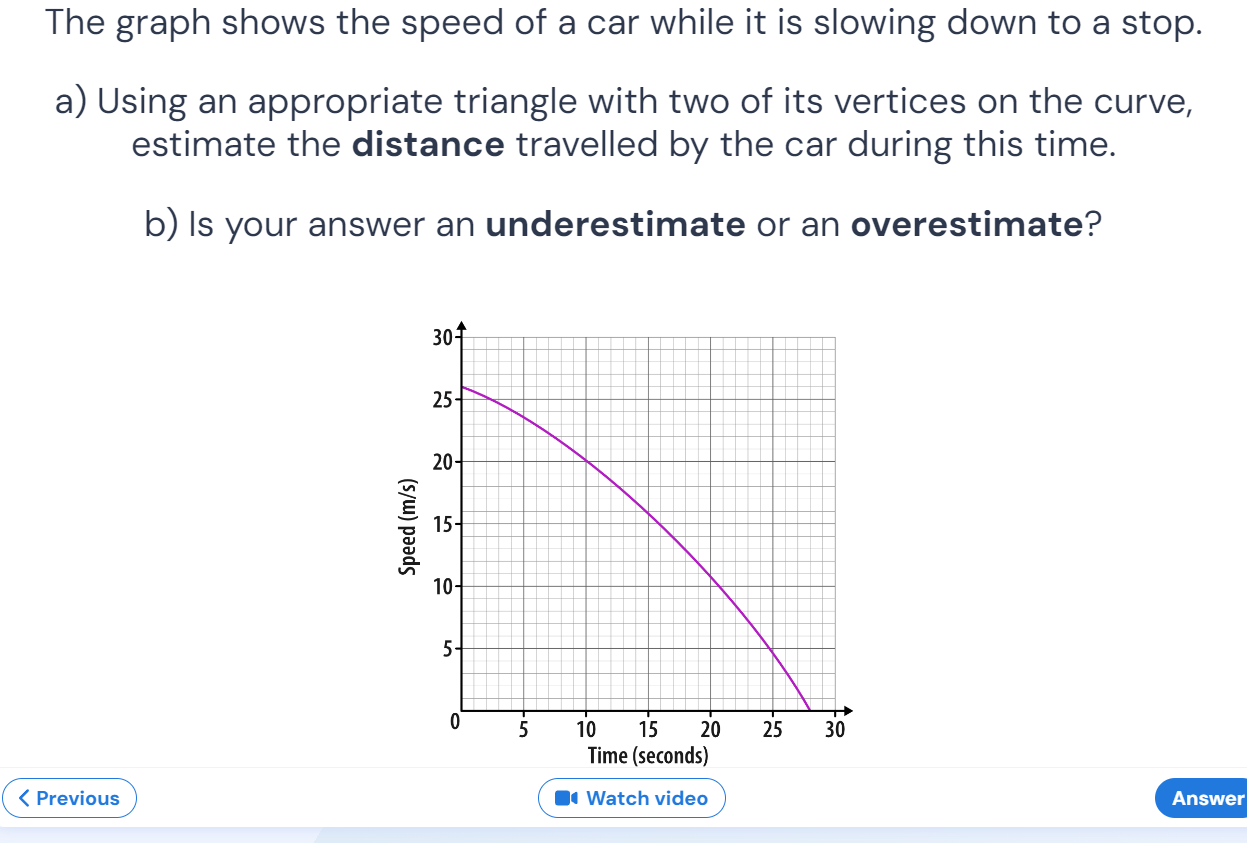 The graph shows the speed of a car while it is slowing down to a stop.
a) Using an appropriate triangle with two of its vertices on the curve,
estimate the distance travelled by the car during this time.
b) Is your answer an underestimate or an overestimate?
30
25
20
15
10
5
0
Speed (m/s)
5 10 15 20 25 30
Time (seconds)
Previous
Watch video
Answer